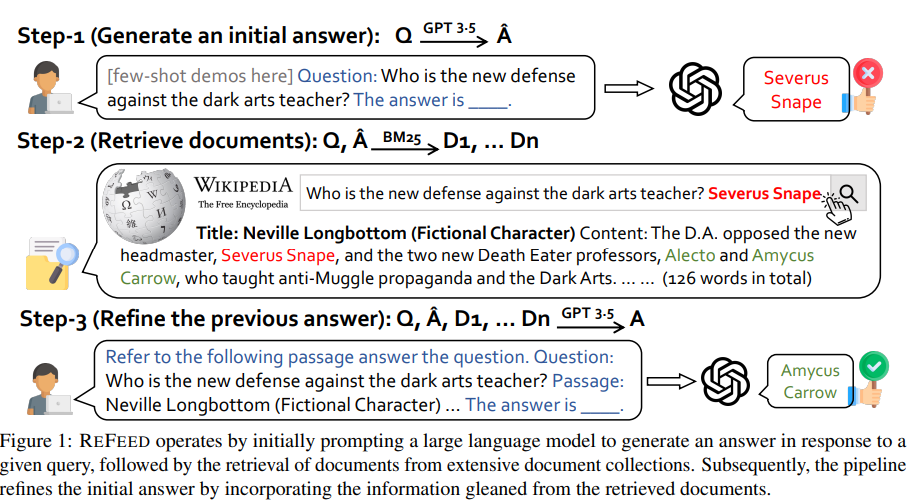 Step-1 (Generate an initial answer): Q GPT 3.5 Â
[few-shot demos here] Question: Who is the new defense
against the dark arts teacher? The answer is ____.
Severus
Snape
Step-2 (Retrieve documents): Q, Â BM25 D1, ... Dn
WIKIPEDIA
The Free Encyclopedia
Who is the new defense against the dark arts teacher? Severus Snape
Title: Neville Longbottom (Fictional Character) Content: The D.A. opposed the new
headmaster, Severus Snape, and the two new Death Eater professors, Alecto and Amycus
Carrow, who taught anti-Muggle propaganda and the Dark Arts. ... ... (126 words in total)
Step-3 (Refine the previous answer): Q, Â, D1, ... Dn GPT 3.5 A
Refer to the following passage answer the question. Question:
Who is the new defense against the dark arts teacher? Passage:
Neville Longbottom (Fictional Character) ... The answer is ____.
Amycus
Carrow
Figure 1: REFEED operates by initially prompting a large language model to generate an answer in response to a
given query, followed by the retrieval of documents from extensive document collections. Subsequently, the pipeline
refines the initial answer by incorporating the information gleaned from the retrieved documents.